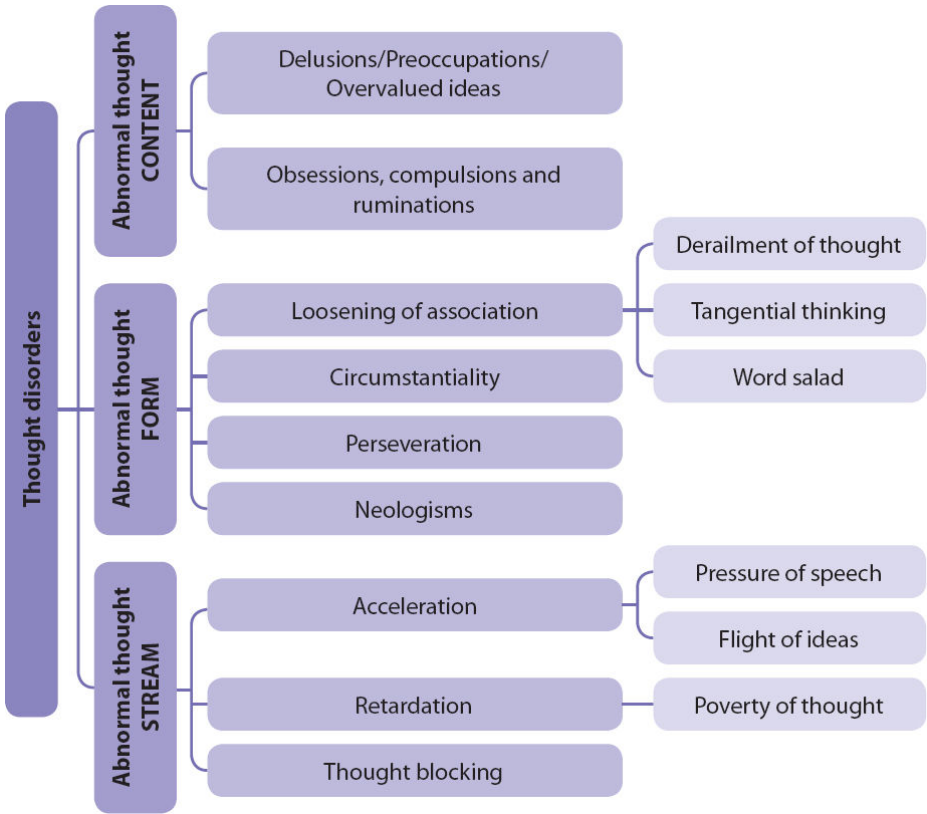 Thought disorders
Abnormal thought
CONTENT
Delusions/Preoccupations/
Overvalued ideas
Obsessions, compulsions and
ruminations
Abnormal thought
FORM
Loosening of association
Derailment of thought
Tangential thinking
Word salad
Circumstantiality
Perseveration
Neologisms
Abnormal thought
STREAM
Acceleration
Pressure of speech
Flight of ideas
Retardation
Poverty of thought
Thought blocking